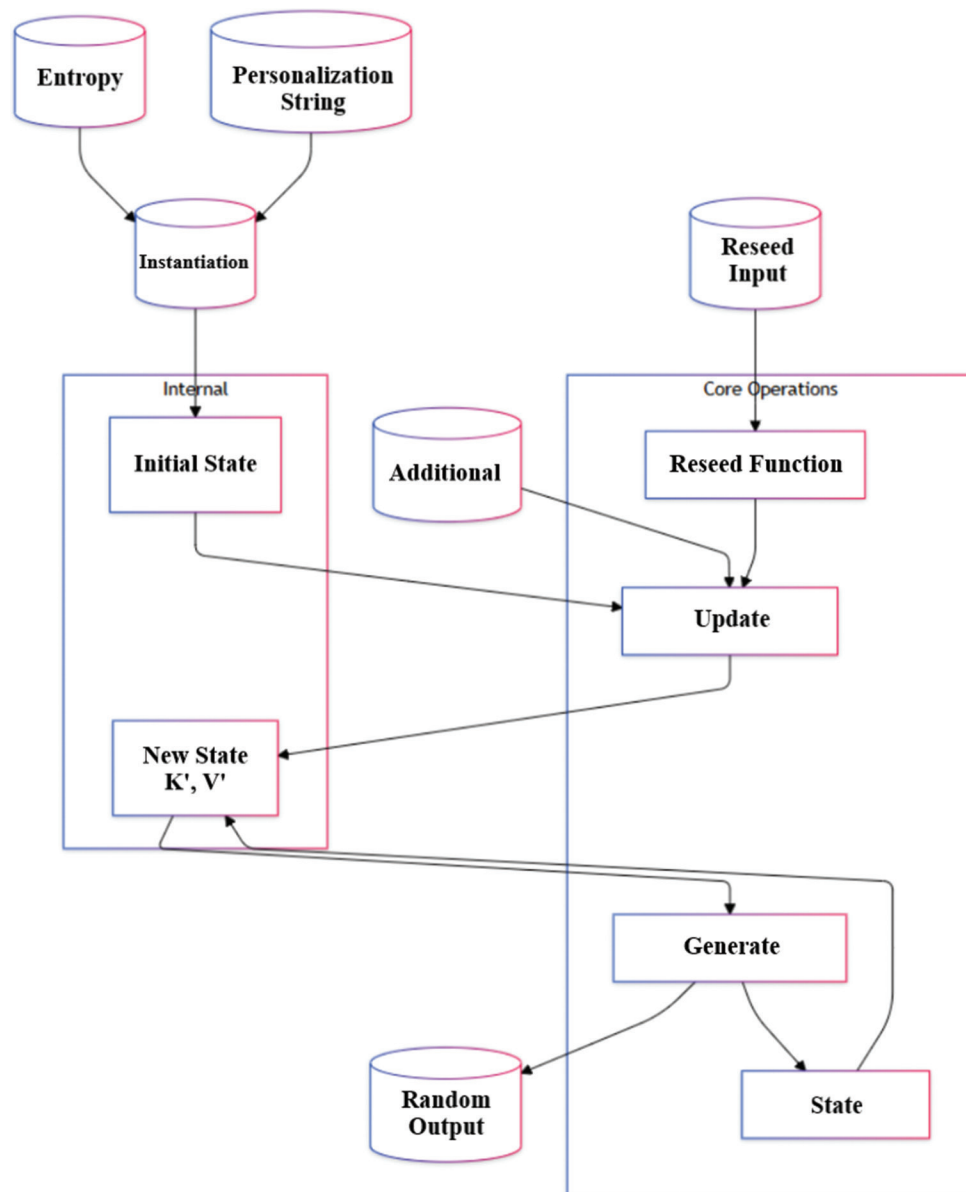 Entropy
Personalization
String
Instantiation
Reseed
Input
Internal
Core Operations
Initial State
Additional
Reseed Function
Update
New State
K', V'
Generate
Random
Output
State